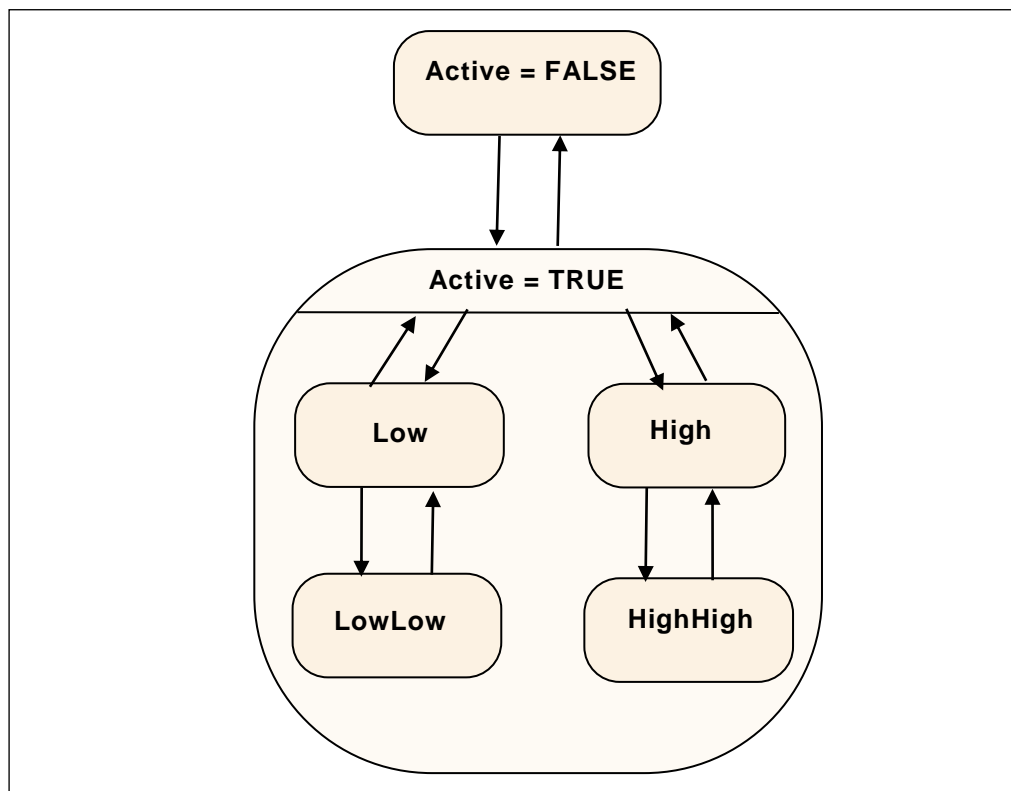 Active = FALSE
Active = TRUE
Low
High
LowLow
HighHigh